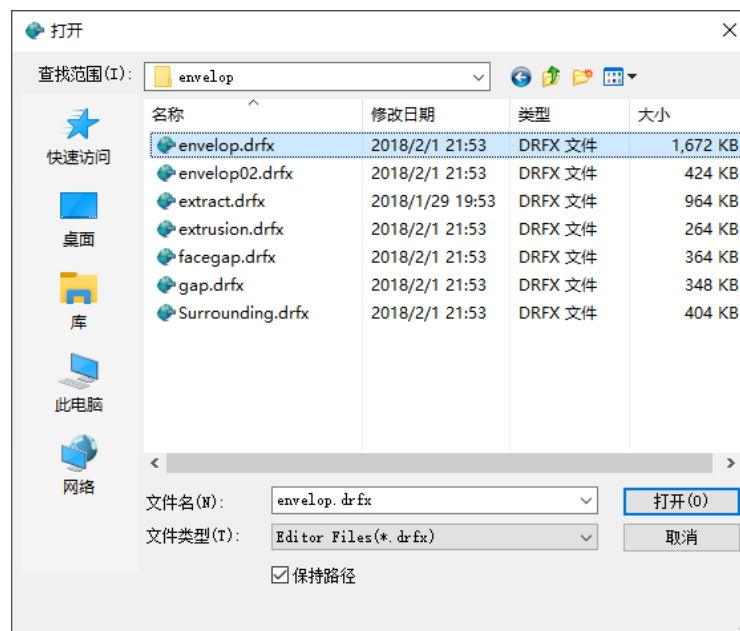 打开
查找范围(I): envelop
名称 修改日期 类型 大小
envelop.drfx 2018/2/1 21:53 DRFX 文件 1,672 KB
envelop02.drfx 2018/2/1 21:53 DRFX 文件 424 KB
extract.drfx 2018/1/29 19:53 DRFX 文件 964 KB
extrusion.drfx 2018/2/1 21:53 DRFX 文件 264 KB
facegap.drfx 2018/2/1 21:53 DRFX 文件 364 KB
gap.drfx 2018/2/1 21:53 DRFX 文件 348 KB
Surrounding.drfx 2018/2/1 21:53 DRFX 文件 404 KB
快速访问
桌面
库
此电脑
网络
文件名(N): envelop.drfx 打开(O)
文件类型(T): Editor Files(*.drfx) 取消
保持路径